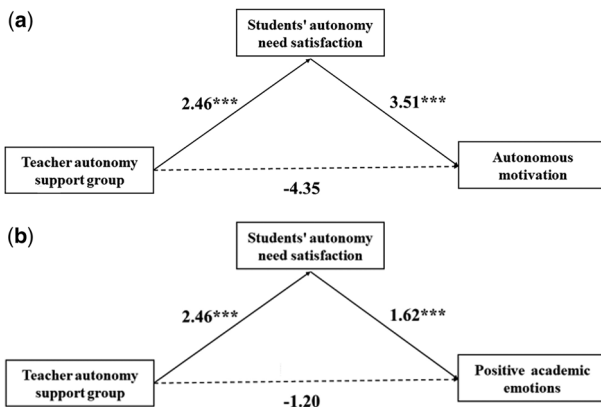 (a)
Students' autonomy
need satisfaction
2.46***
3.51***
Teacher autonomy
support group
Autonomous
motivation
-4.35
(b)
Students' autonomy
need satisfaction
2.46***
1.62***
Teacher autonomy
support group
Positive academic
emotions
-1.20